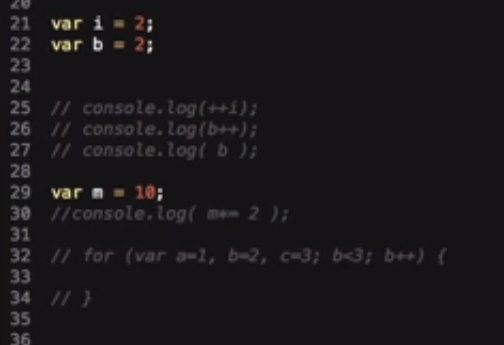 20
21 var i = 2;
22 var b = 2;
23
24
25 // console.log(++i);
26 // console.log(b++);
27 // console.log( b );
28
29 var m = 10;
30 //console.log( m*= 2 );
31
32 // for (var a=1, b=2, c=3; b<3; b++) {
33
34 // }
35
36